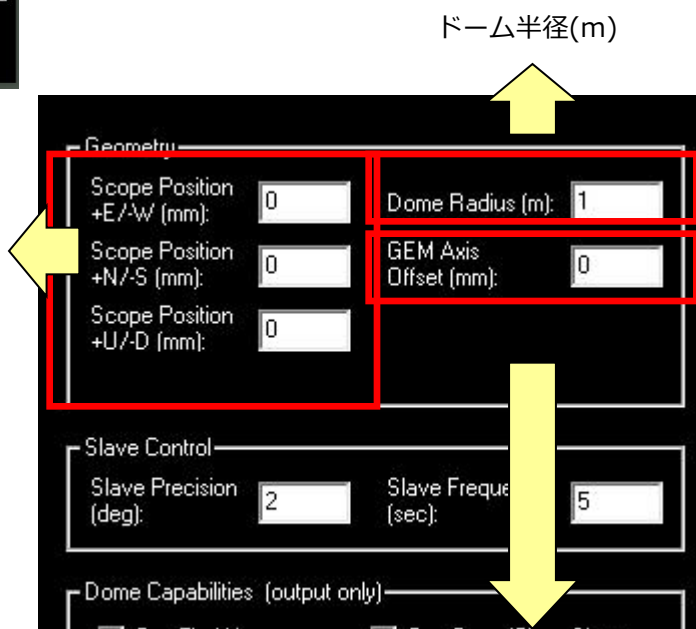 ドーム半径(m)
Geometry
Scope Position
+E/-W (mm):
0
Dome Radius (m):
1
Scope Position
+N/-S (mm):
0
GEM Axis
Offset (mm):
0
Scope Position
+U/-D (mm):
0
Slave Control
Slave Precision
(deg):
2
Slave Freque
(sec):
5
Dome Capabilities (output only)